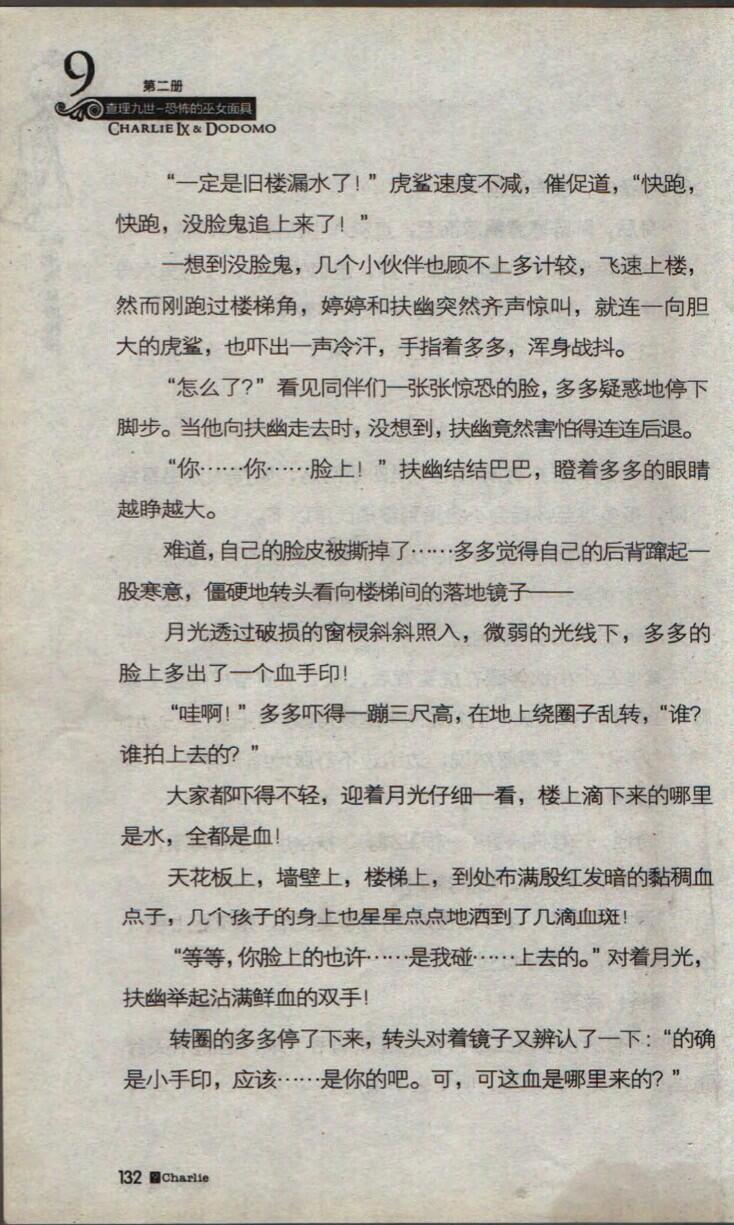 9
第二册
查理九世-恐怖的巫女面具
CHARLIE IX & DODOMO
“一定是旧楼漏水了！”虎鲨速度不减，催促道，“快跑，
快跑，没脸鬼追上来了！”
一想到没脸鬼，几个小伙伴也顾不上多计较，飞速上楼，
然而刚跑过楼梯角，婷婷和扶幽突然齐声惊叫，就连一向胆
大的虎鲨，也吓出一声冷汗，手指着多多，浑身战抖。
“怎么了？”看见同伴们一张张惊恐的脸，多多疑惑地停下
脚步。当他向扶幽走去时，没想到，扶幽竟然害怕得连连后退。
“你……你……脸上！”扶幽结结巴巴，瞪着多多的眼睛
越睁越大。
难道，自己的脸皮被撕掉了……多多觉得自己的后背蹿起一
股寒意，僵硬地转头看向楼梯间的落地镜子——
月光透过破损的窗棂斜斜照入，微弱的光线下，多多的
脸上多出了一个血手印！
“哇啊！”多多吓得一蹦三尺高，在地上绕圈子乱转，“谁？
谁拍上去的？”
大家都吓得不轻，迎着月光仔细一看，楼上滴下来的哪里
是水，全都是血！
天花板上，墙壁上，楼梯上，到处布满殷红发暗的黏稠血
点子，几个孩子的身上也星星点点地洒到了几滴血斑！
“等等，你脸上的也许……是我碰……上去的。”对着月光，
扶幽举起沾满鲜血的双手！
转圈的多多停了下来，转头对着镜子又辨认了一下：“的确
是小手印，应该……是你的吧。可，可这血是哪里来的？”
132 Charlie